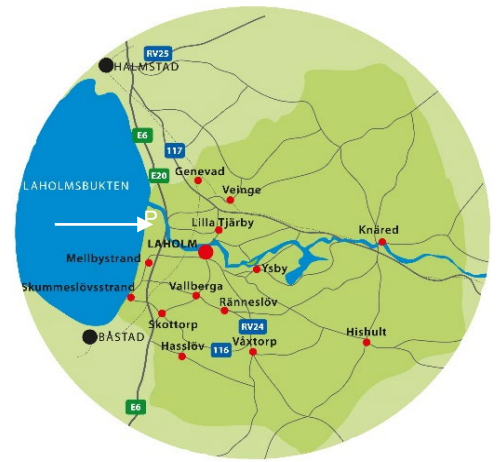 RV25
HALMSTAD
E6
117
Genevad
E20
LAHOLMSBUKTEN
Veinge
P
Lilla Tjärby
Knäred
LAHOLM
Mellbystrand
Ysby
Skummeslövsstrand
Vallberga
Ränneslöv
Skottorp
RV24
BÅSTAD
Hishult
Hasslöv
116
Våxtorp
E6